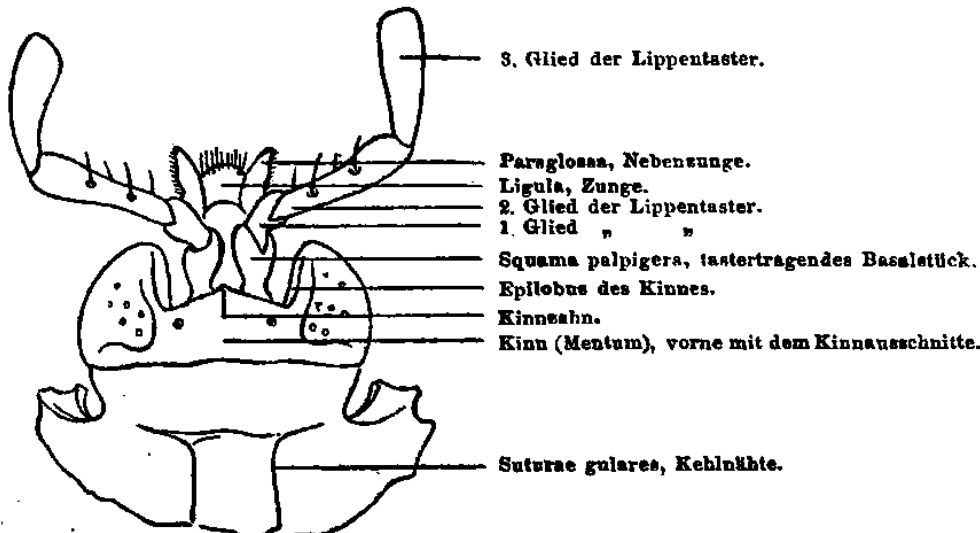 3. Glied der Lippentaster.
Paraglossa, Nebenzunge.
Ligula, Zunge.
2. Glied der Lippentaster.
1. Glied „ „
Squama palpigera, tastertragendes Basalstück.
Epilobus des Kinnes.
Kinnzahn.
Kinn (Mentum), vorne mit dem Kinnausschnitte.
Suturae gulares, Kehlnähte.